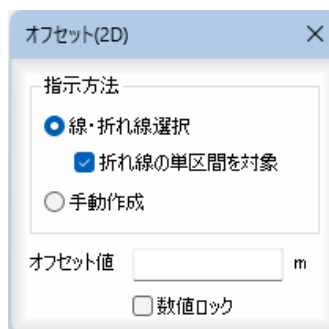 オフセット(2D)
指示方法
線・折れ線選択
折れ線の単区間を対象
手動作成
オフセット値 m
数値ロック